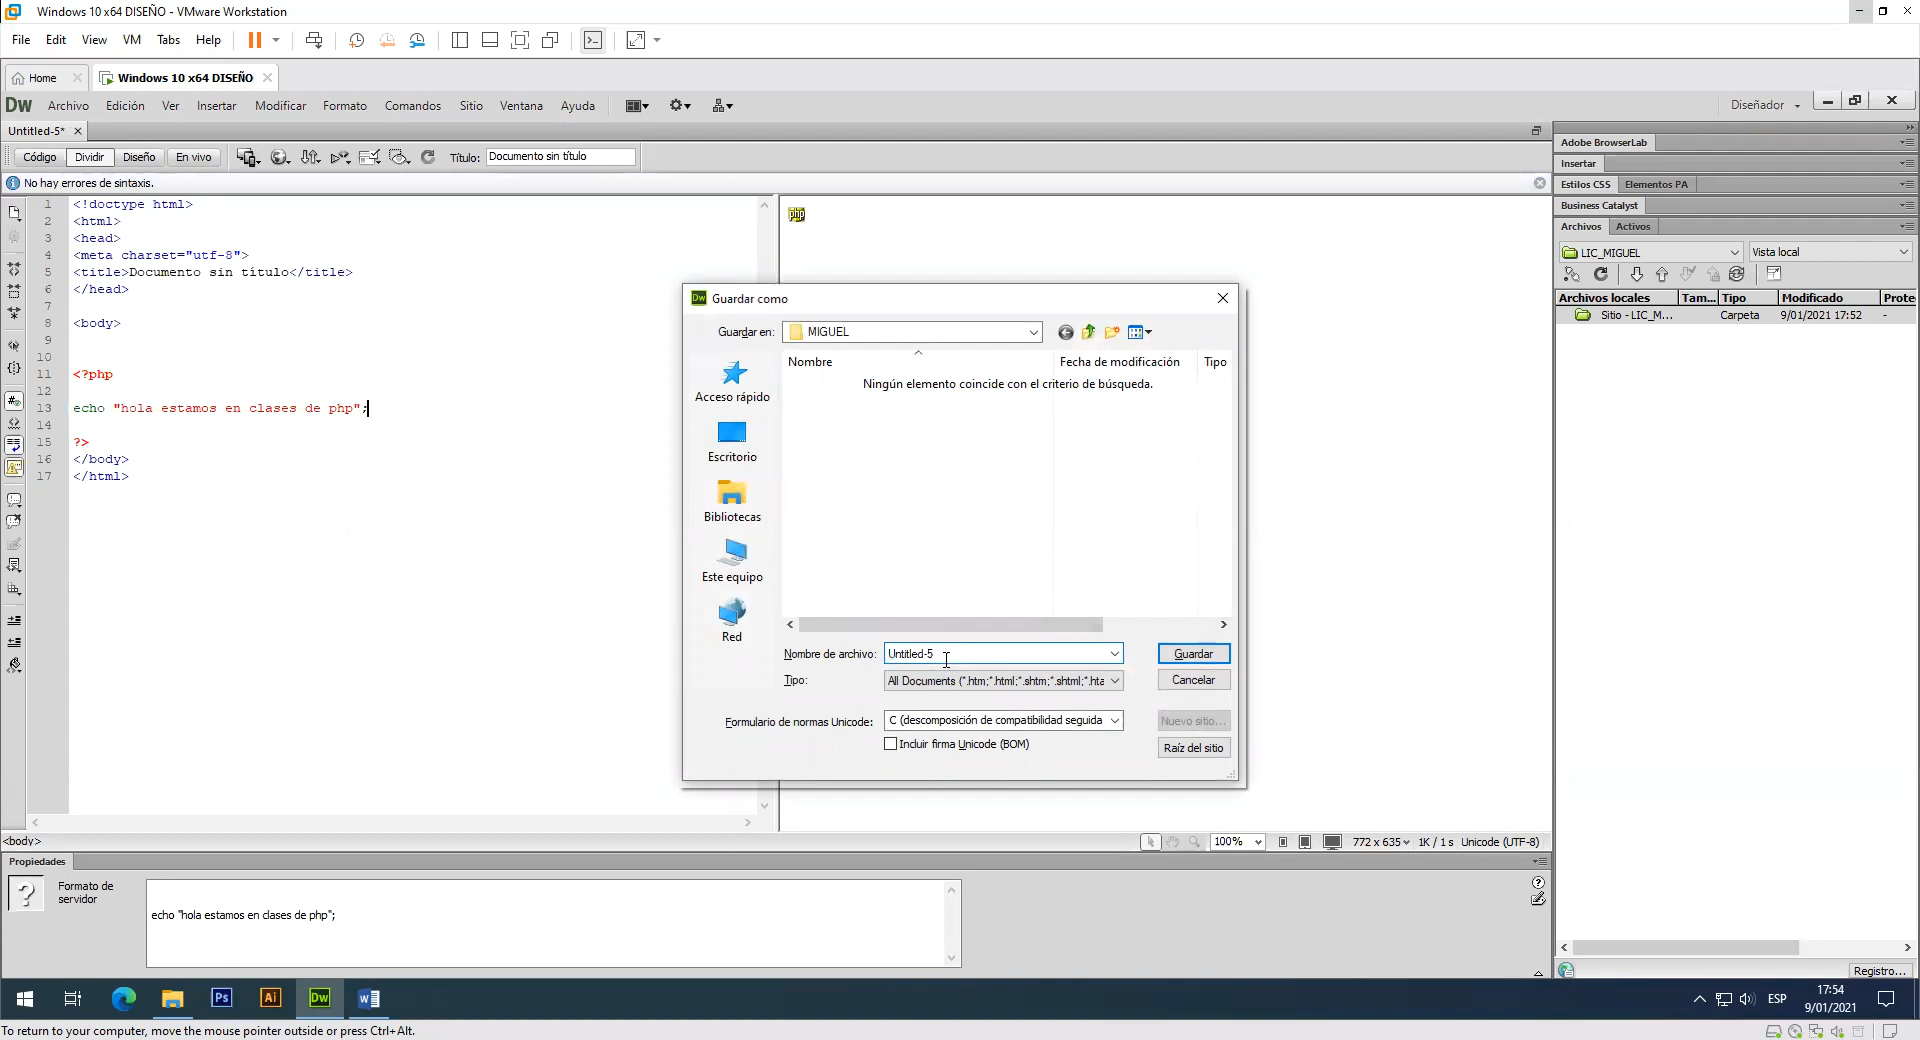 Windows 10 x64 DISEÑO - VMware Workstation
File Edit View VM Tabs Help
Home
Windows 10 x64 DISEÑO
Dw Archivo Edición Ver Insertar Modificar Formato Comandos Sitio Ventana Ayuda Diseñador
Untitled-5*
Código Dividir Diseño En vivo Título: Documento sin título
No hay errores de sintaxis.
1 <!doctype html>
2 <html>
3 <head>
4 <meta charset="utf-8">
5 <title>Documento sin título</title>
6 </head>
7
8 <body>
9
10
11 <?php
12
13 echo "hola estamos en clases de php";
14
15 ?>
16 </body>
17 </html>
php
Dw Guardar como
Guardar en: MIGUEL
Nombre Fecha de modificación Tipo
Ningún elemento coincide con el criterio de búsqueda.
Acceso rápido
Escritorio
Bibliotecas
Este equipo
Red
Nombre de archivo: Untitled-5 Guardar
Tipo: All Documents (*.htm;*.html;*.shtm;*.shtml;*.hta Cancelar
Formulario de normas Unicode: C (descomposición de compatibilidad seguida Nuevo sitio...
Incluir firma Unicode (BOM) Raíz del sitio
Adobe BrowserLab
Insertar
Estilos CSS Elementos PA
Business Catalyst
Archivos Activos
LIC_MIGUEL Vista local
Archivos locales Tam... Tipo Modificado Prote
Sitio - LIC_M... Carpeta 9/01/2021 17:52 -
Registro...
<body> 100% 772 x 635 1K / 1 s Unicode (UTF-8)
Propiedades
Formato de
servidor
echo "hola estamos en clases de php";
Ps Ai Dw
ESP
17:54
9/01/2021
To return to your computer, move the mouse pointer outside or press Ctrl+Alt.